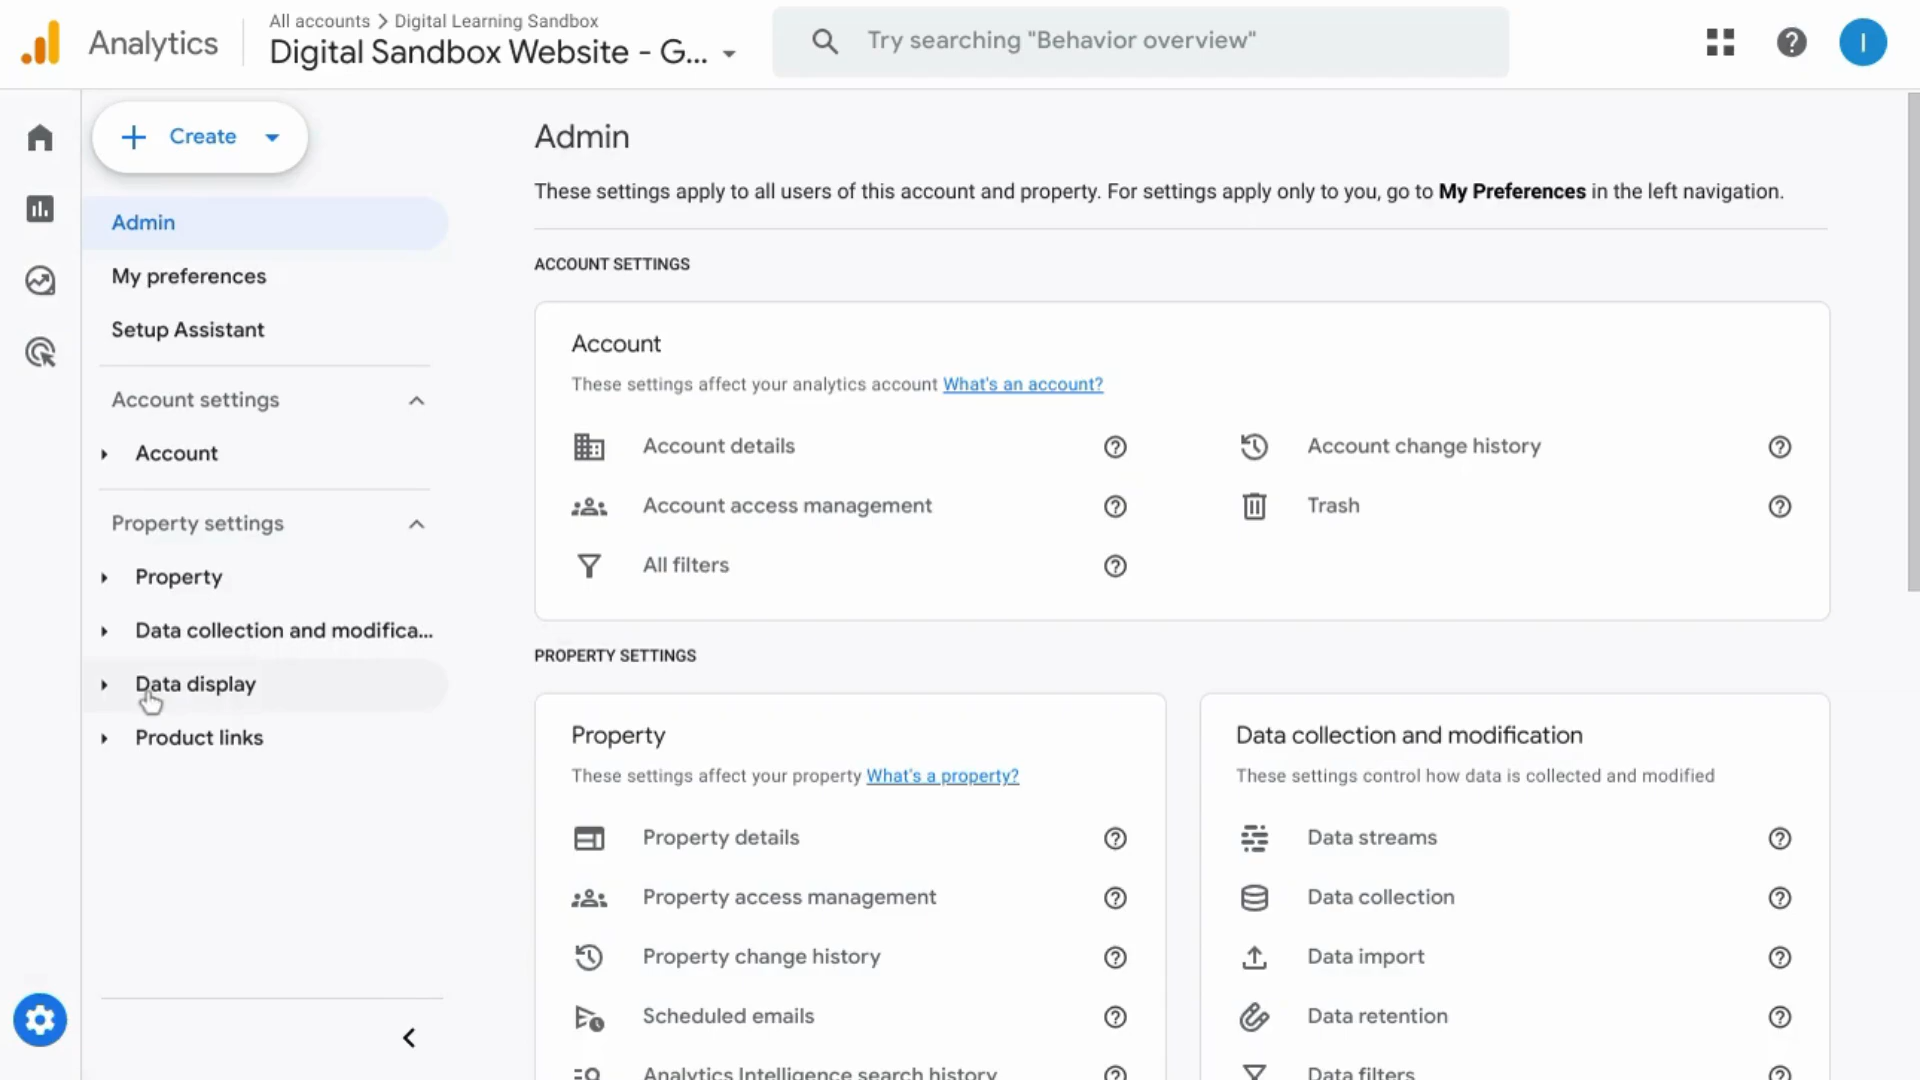 Analytics
All accounts > Digital Learning Sandbox
Digital Sandbox Website - G...
Try searching "Behavior overview"
I
Create
Admin
My preferences
Setup Assistant
Account settings
Account
Property settings
Property
Data collection and modifica...
Data display
Product links
Admin
These settings apply to all users of this account and property. For settings apply only to you, go to My Preferences in the left navigation.
ACCOUNT SETTINGS
Account
These settings affect your analytics account What's an account?
Account details
Account change history
Account access management
Trash
All filters
PROPERTY SETTINGS
Property
These settings affect your property What's a property?
Property details
Property access management
Property change history
Scheduled emails
Analytics Intelligence search history
Data collection and modification
These settings control how data is collected and modified
Data streams
Data collection
Data import
Data retention
Data filters